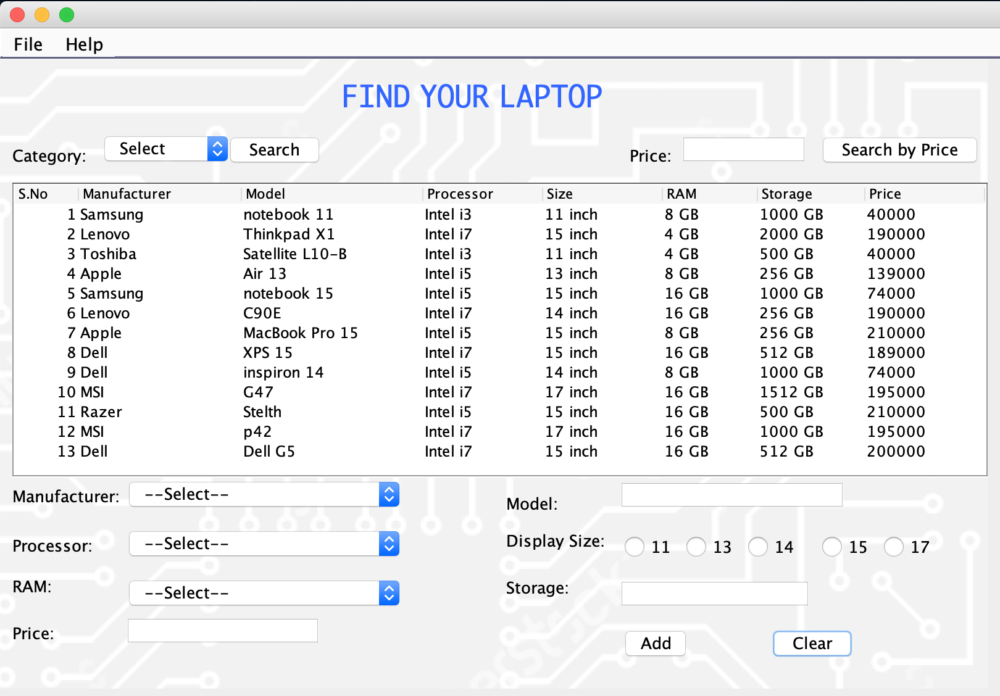 File Help
FIND YOUR LAPTOP
Category: Select Search Price: Search by Price
S.No Manufacturer Model Processor Size RAM Storage Price
1 Samsung notebook 11 Intel i3 11 inch 8 GB 1000 GB 40000
2 Lenovo Thinkpad X1 Intel i7 15 inch 4 GB 2000 GB 190000
3 Toshiba Satellite L10-B Intel i3 11 inch 4 GB 500 GB 40000
4 Apple Air 13 Intel i5 13 inch 8 GB 256 GB 139000
5 Samsung notebook 15 Intel i5 15 inch 16 GB 1000 GB 74000
6 Lenovo C90E Intel i7 14 inch 16 GB 256 GB 190000
7 Apple MacBook Pro 15 Intel i5 15 inch 8 GB 256 GB 210000
8 Dell XPS 15 Intel i7 15 inch 16 GB 512 GB 189000
9 Dell inspiron 14 Intel i5 14 inch 8 GB 1000 GB 74000
10 MSI G47 Intel i7 17 inch 16 GB 1512 GB 195000
11 Razer Stelth Intel i5 15 inch 16 GB 500 GB 210000
12 MSI p42 Intel i7 17 inch 16 GB 1000 GB 195000
13 Dell Dell G5 Intel i7 15 inch 16 GB 512 GB 200000
Manufacturer: --Select-- Model:
Processor: --Select-- Display Size: 11 13 14 15 17
RAM: --Select-- Storage:
Price:
Add Clear